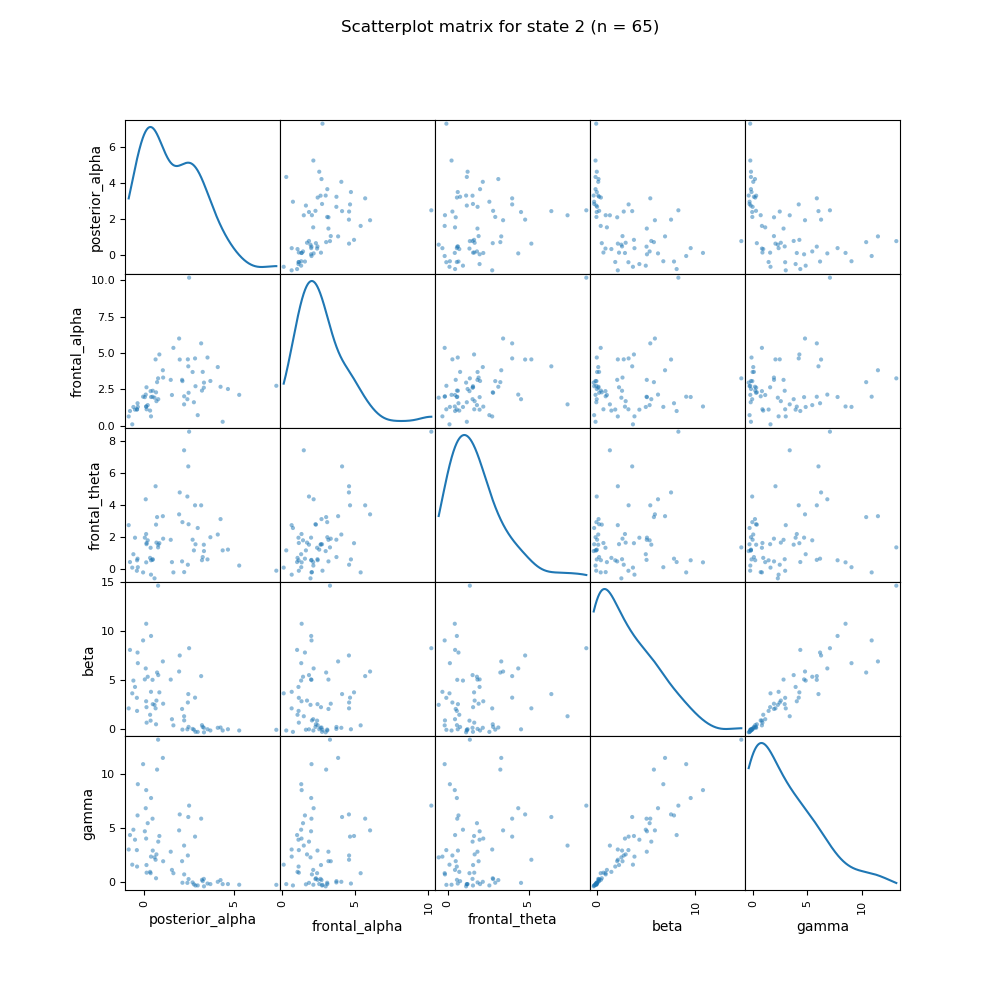 Scatterplot matrix for state 2 (n = 65)
posterior_alpha
6
4
2
0
frontal_alpha
10.0
7.5
5.0
2.5
0.0
frontal_theta
8
6
4
2
0
beta
15
10
5
0
gamma
10
5
0
0 5
0 5 10
0 5
0 10
0 5 10
posterior_alpha frontal_alpha frontal_theta beta gamma